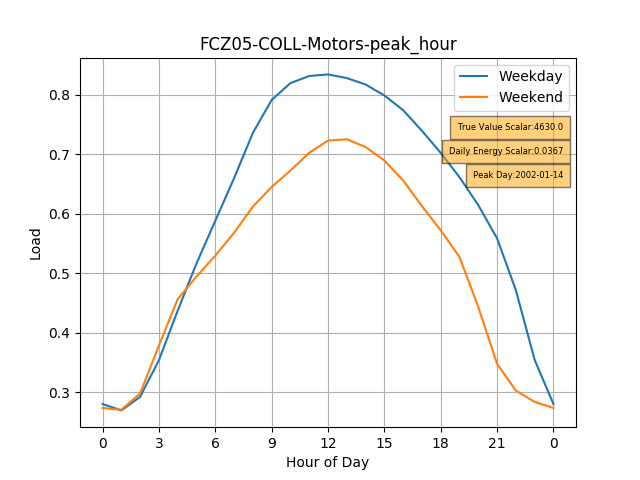 FCZ05-COLL-Motors-peak_hour
Weekday
Weekend
True Value Scalar:4630.0
Daily Energy Scalar:0.0367
Peak Day:2002-01-14
Load
0.8
0.7
0.6
0.5
0.4
0.3
0 3 6 9 12 15 18 21 0
Hour of Day